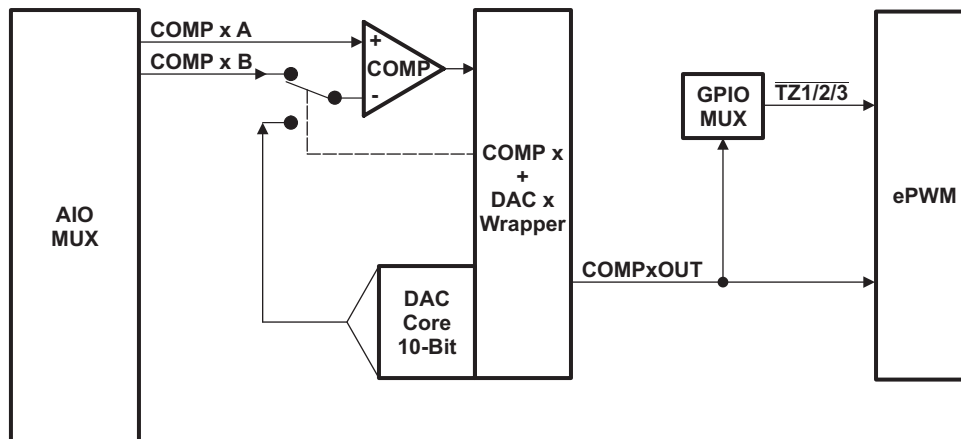 COMP x A
COMP x B
+
COMP
-
AIO
MUX
COMP x
+
DAC x
Wrapper
DAC
Core
10-Bit
COMPxOUT
GPIO
MUX
TZ1/2/3
ePWM